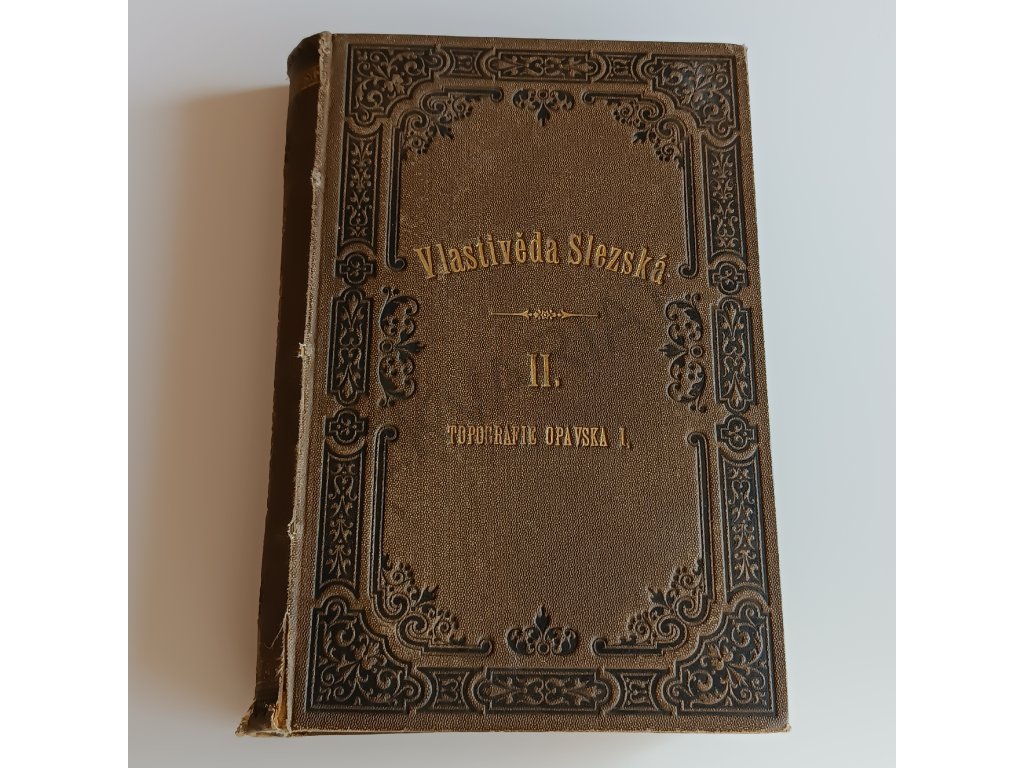 Vlastivěda Slezská
II.
TOPOGRAFIE OPAVSKA I.